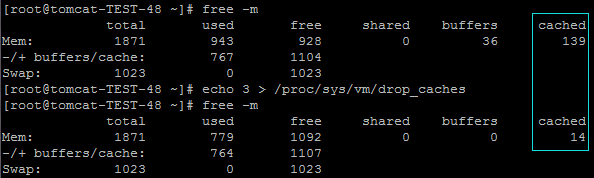 [root@tomcat-TEST-48 ~]# free -m
total used free shared buffers cached
Mem: 1871 943 928 0 36 139
-/+ buffers/cache: 767 1104
Swap: 1023 0 1023
[root@tomcat-TEST-48 ~]# echo 3 > /proc/sys/vm/drop_caches
[root@tomcat-TEST-48 ~]# free -m
total used free shared buffers cached
Mem: 1871 779 1092 0 0 14
-/+ buffers/cache: 764 1107
Swap: 1023 0 1023